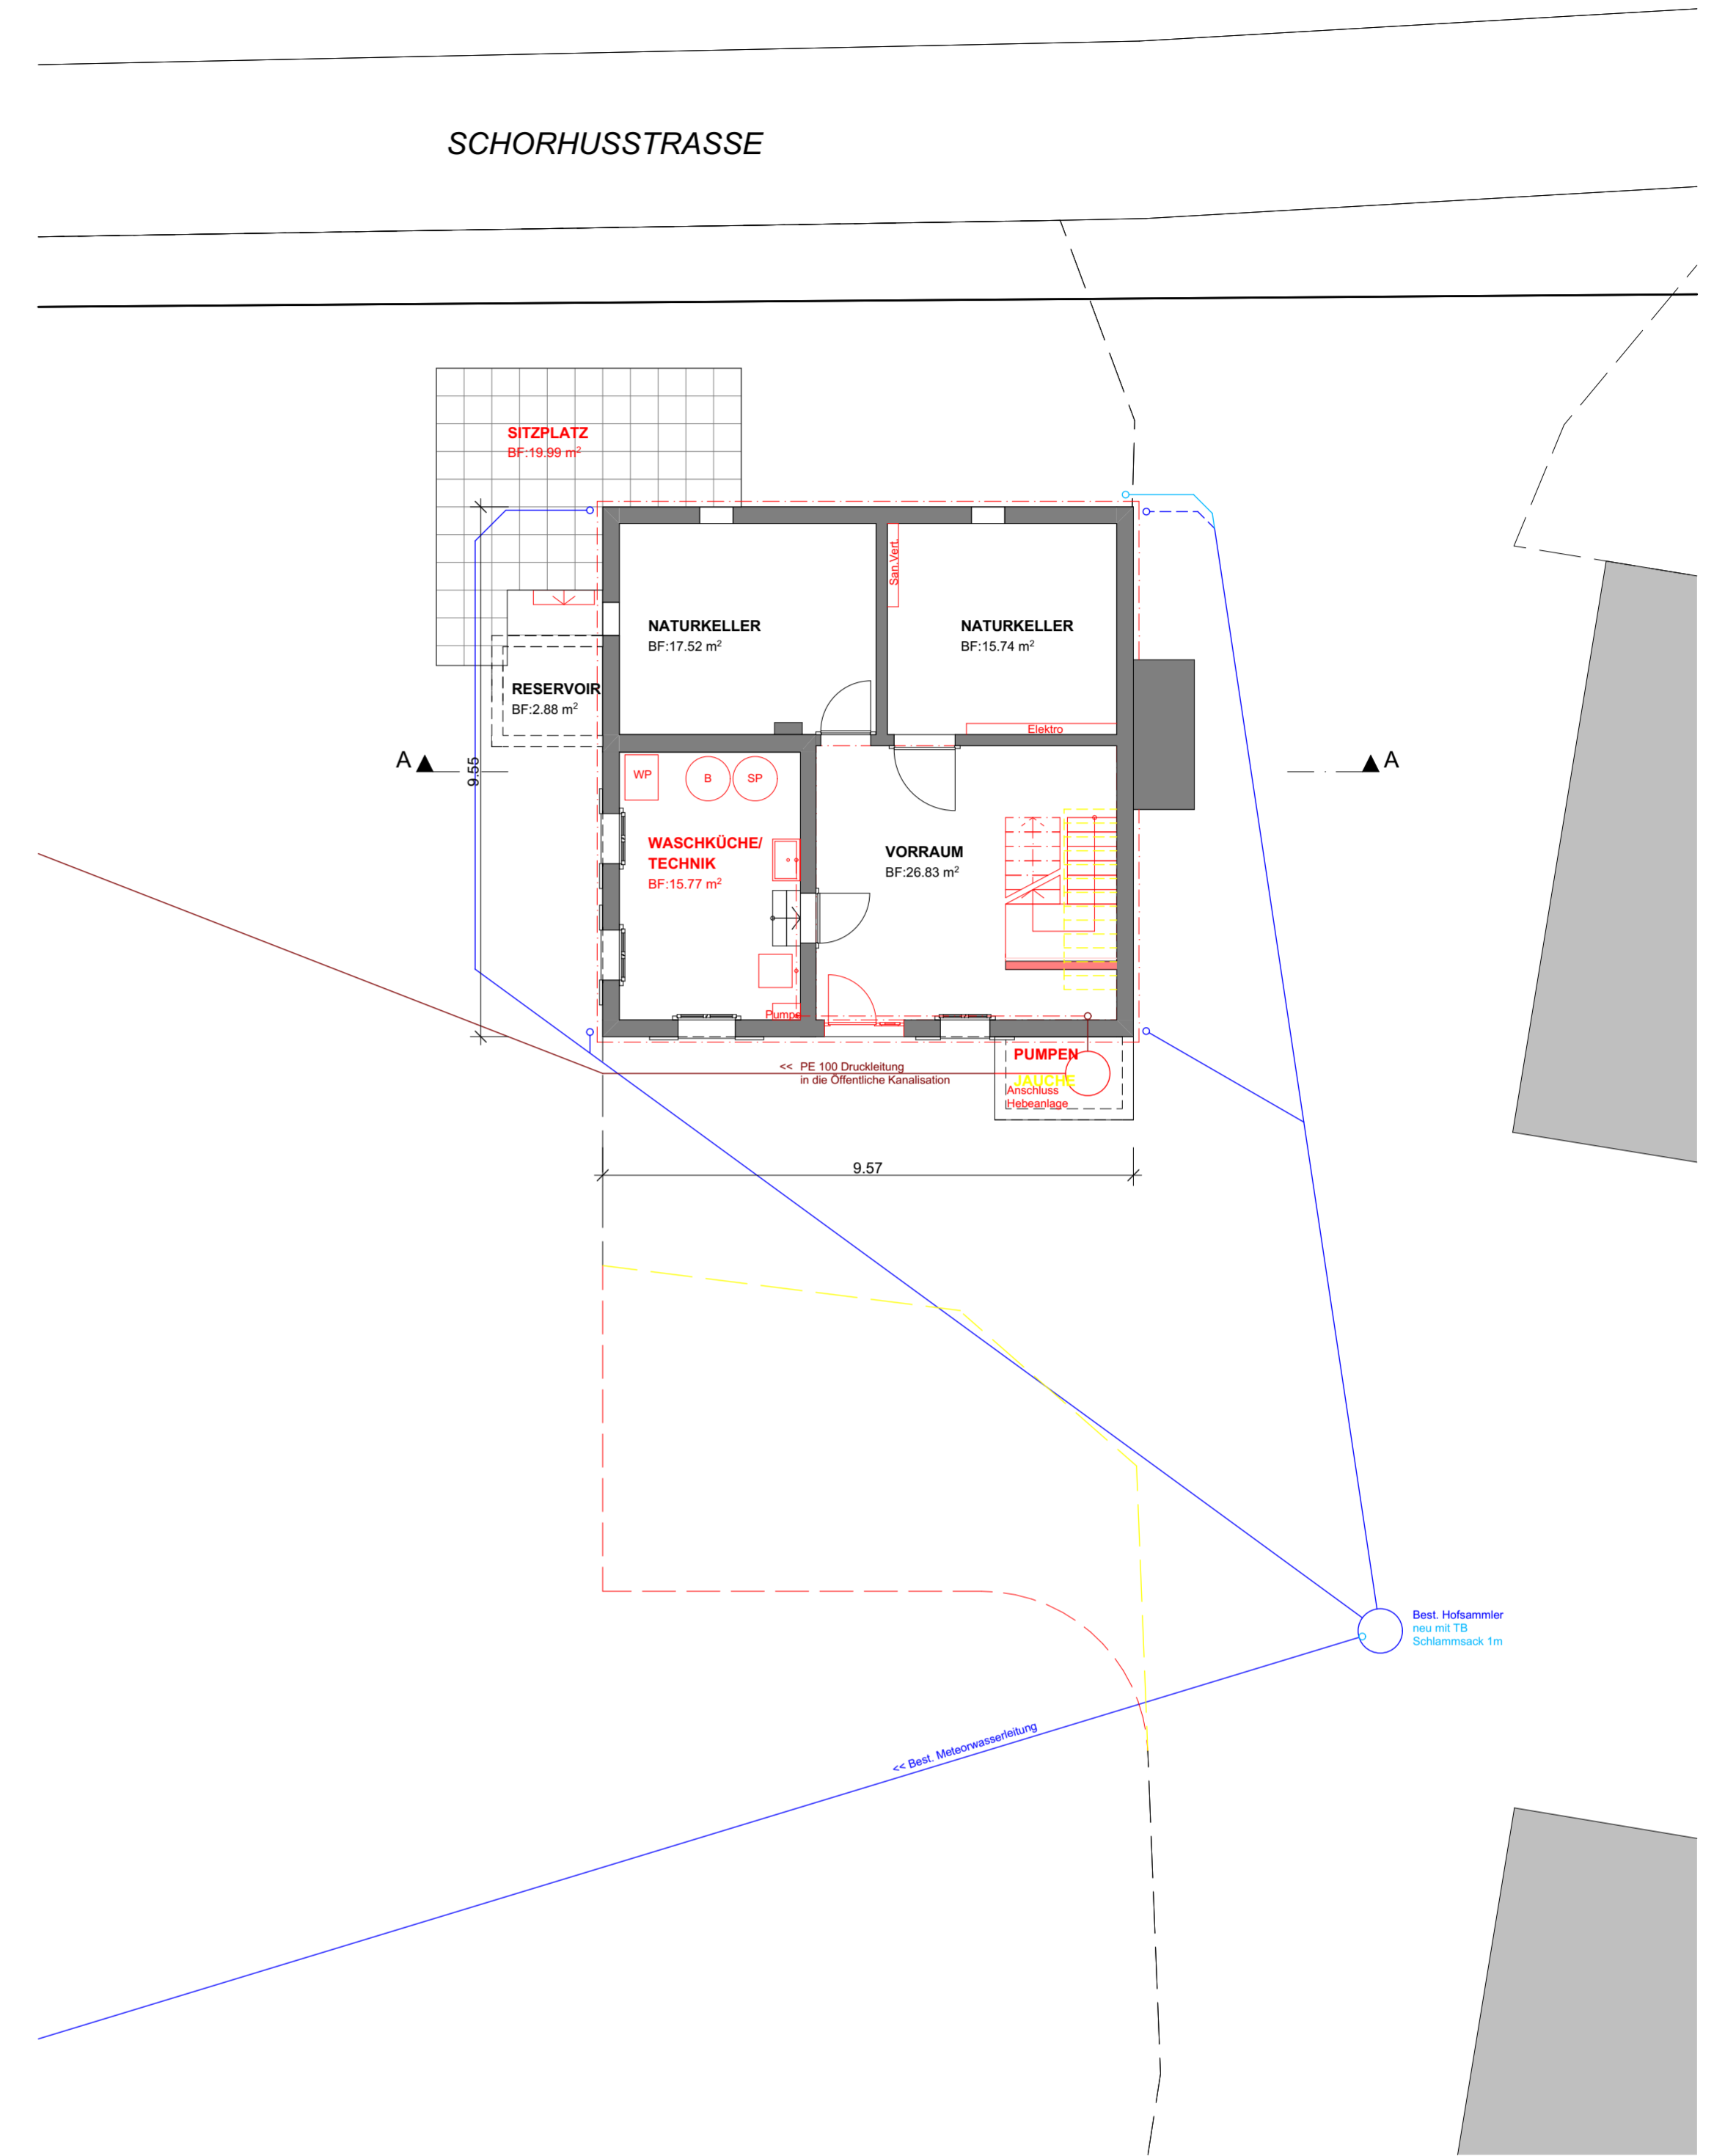 SCHORHUSSTRASSE
SITZPLATZ
BF:19.99 m²
San.Vert.
NATURKELLER
BF:17.52 m²
NATURKELLER
BF:15.74 m²
RESERVOIR
BF:2.88 m²
Elektro
A
A
9.55
WP
B
SP
WASCHKÜCHE/
TECHNIK
BF:15.77 m²
VORRAUM
BF:26.83 m²
Pumpe
PUMPEN
JAUCHE
Anschluss
Hebeanlage
<< PE 100 Druckleitung
in die Öffentliche Kanalisation
9.57
Best. Hofsammler
neu mit TB
Schlammsack 1m
<< Best. Meteorwasserleitung